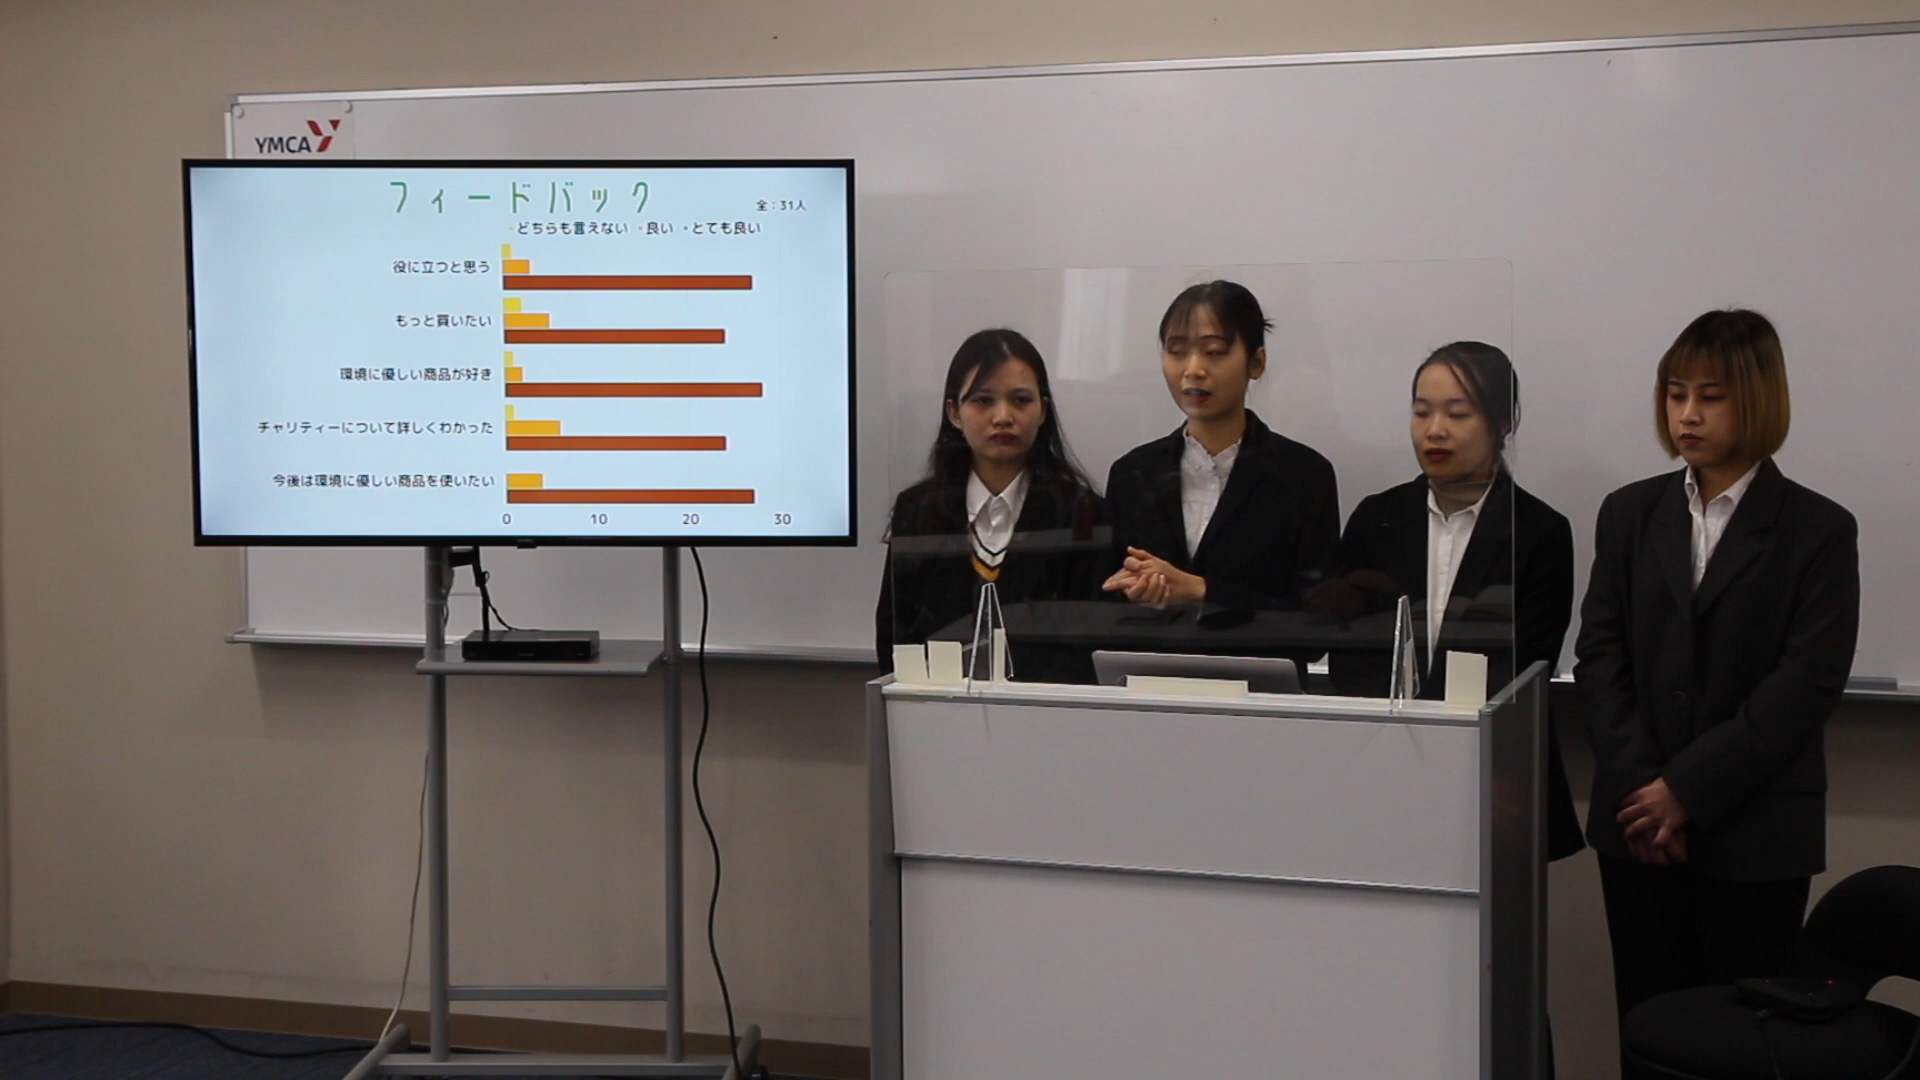 YMCA
フィードバック
全:31人
どちらも言えない 良い とても良い
役に立つと思う
もっと買いたい
環境に優しい商品が好き
チャリティーについて詳しくわかった
今後は環境に優しい商品を使いたい
0 10 20 30